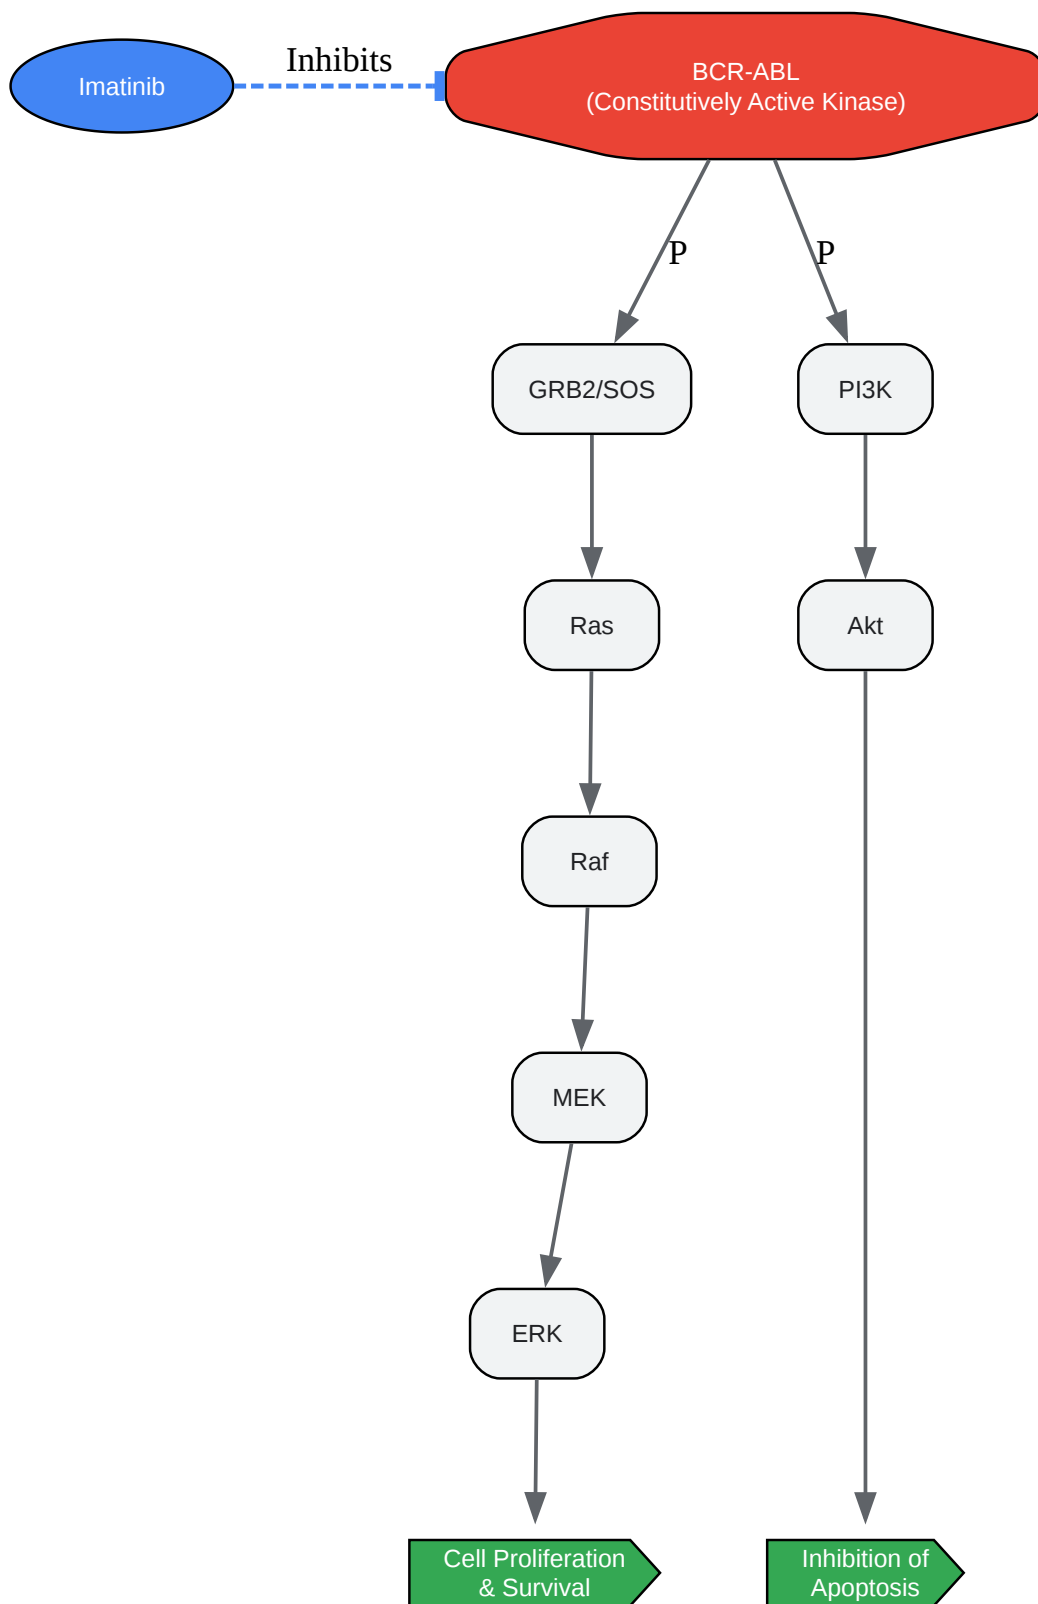 Inhibits
Imatinib
BCR-ABL
(Constitutively Active Kinase)
P
P
GRB2/SOS
PI3K
Ras
Akt
Raf
MEK
ERK
Cell Proliferation
& Survival
Inhibition of
Apoptosis